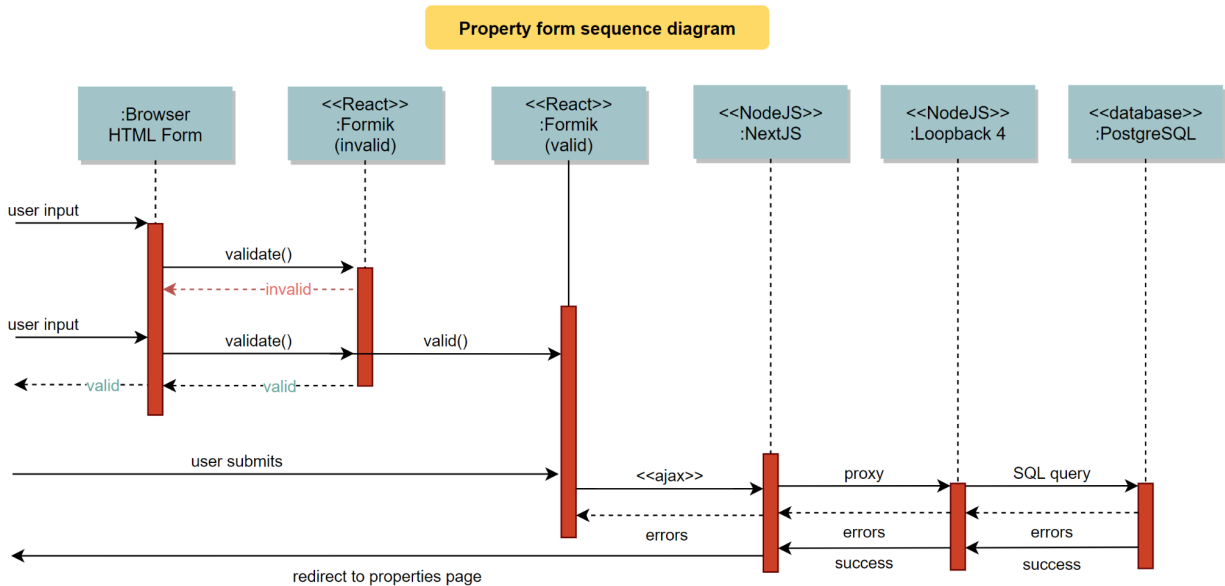 Property form sequence diagram
:Browser
HTML Form
<<React>>
:Formik
(invalid)
<<React>>
:Formik
(valid)
<<NodeJS>>
:NextJS
<<NodeJS>>
:Loopback 4
<<database>>
:PostgreSQL
user input
validate()
invalid
user input
validate()
valid()
valid
valid
user submits
<<ajax>>
proxy
SQL query
errors
errors
errors
success
success
redirect to properties page